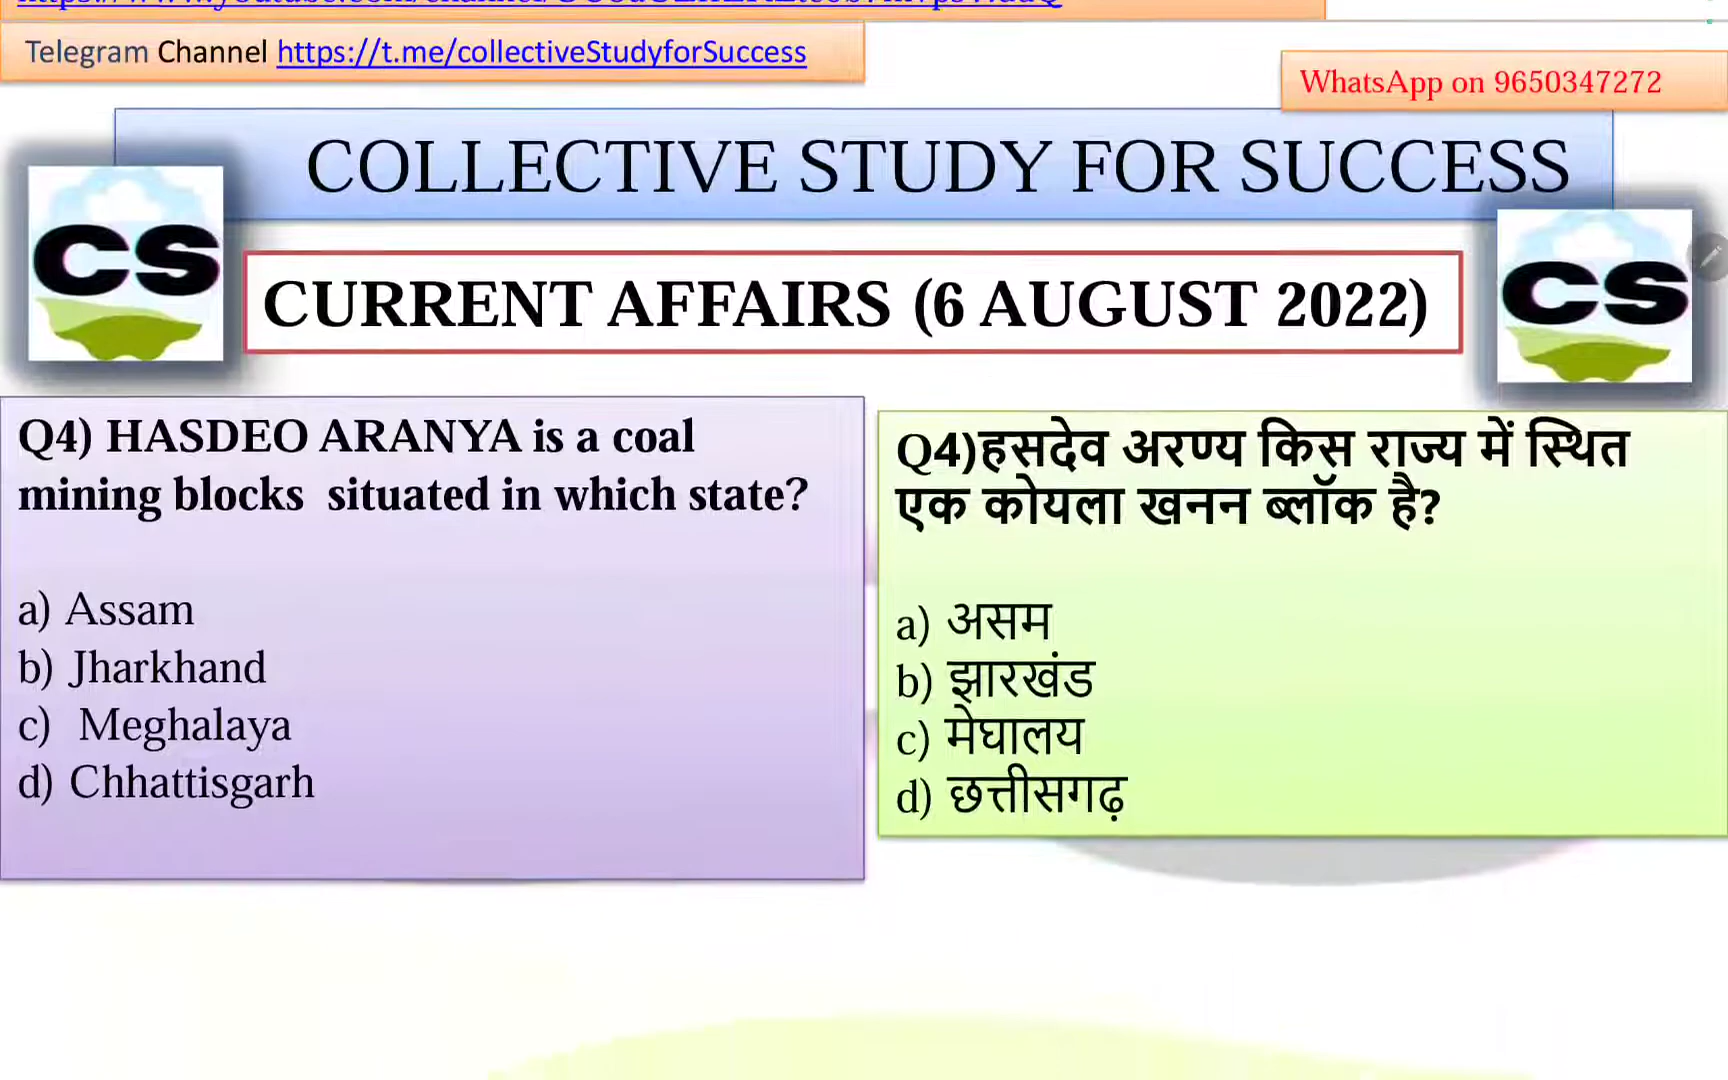 Telegram Channel https://t.me/collectiveStudyforSuccess
WhatsApp on 9650347272
COLLECTIVE STUDY FOR SUCCESS
CS
CS
CURRENT AFFAIRS (6 AUGUST 2022)
Q4) HASDEO ARANYA is a coal
mining blocks situated in which state?
a) Assam
b) Jharkhand
c) Meghalaya
d) Chhattisgarh
Q4)हसदेव अरण्य किस राज्य में स्थित
एक कोयला खनन ब्लॉक है?
a) असम
b) झारखंड
c) मेघालय
d) छत्तीसगढ़